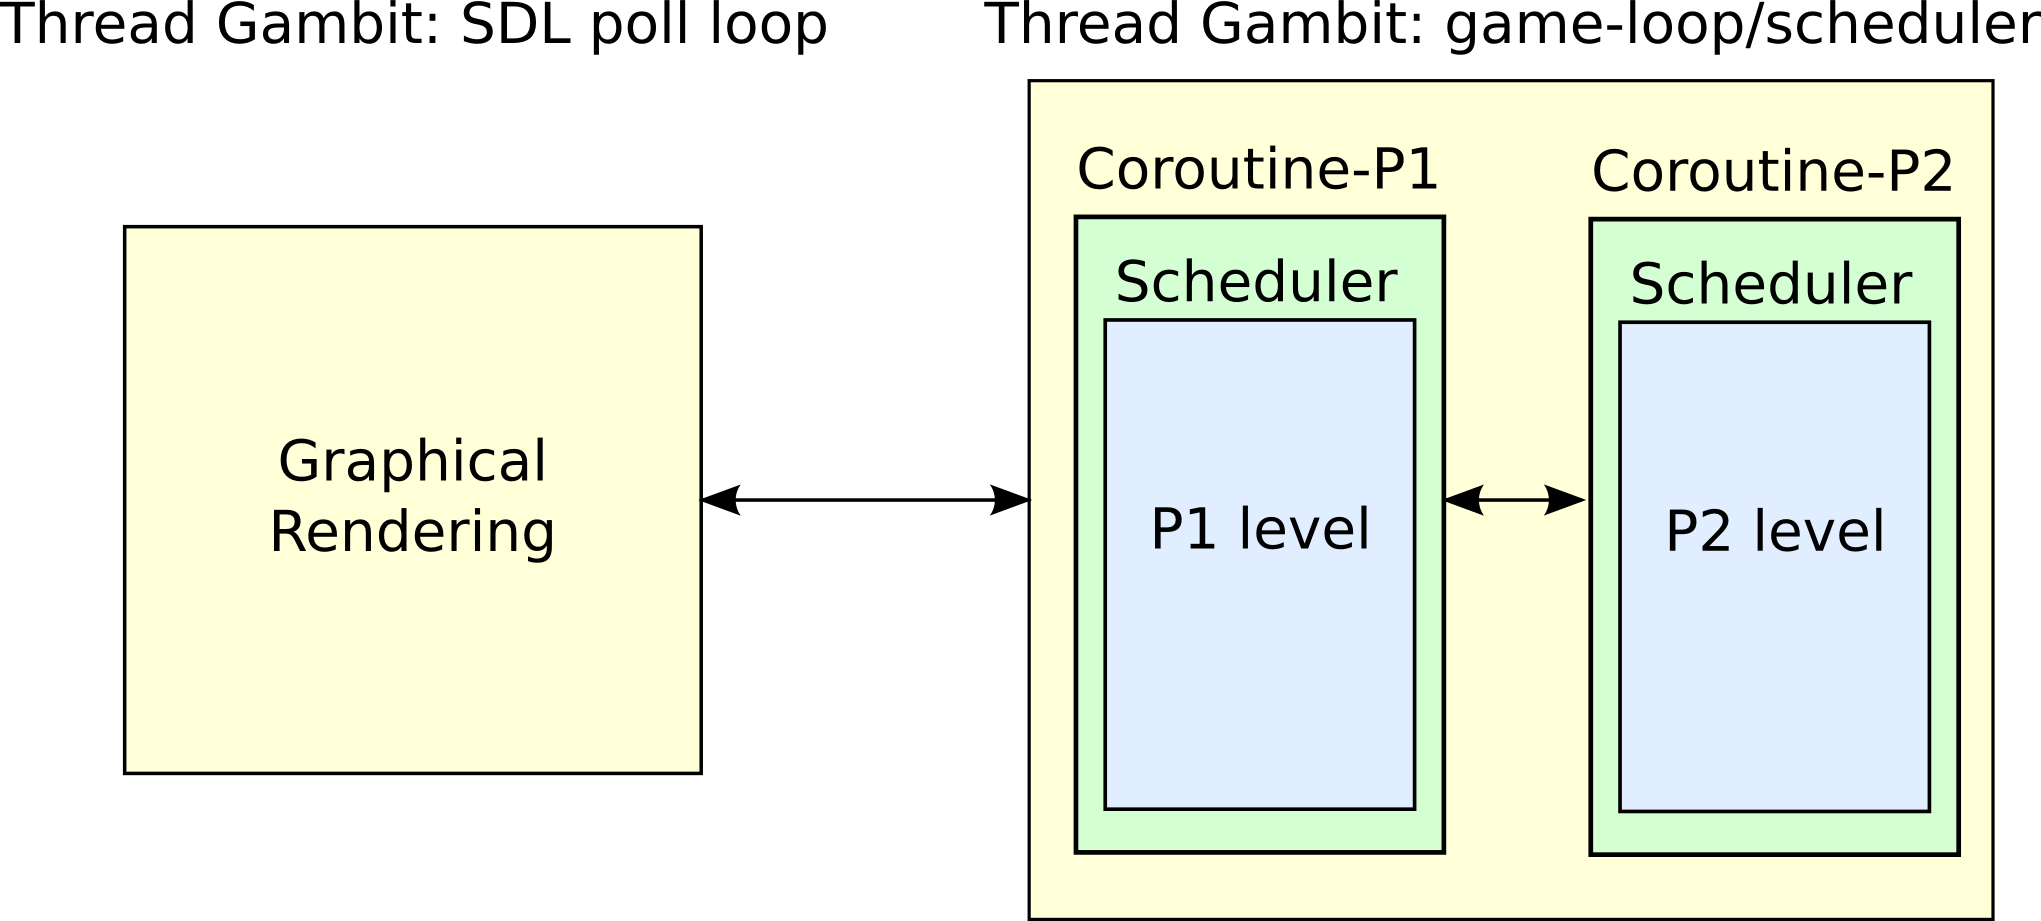 Thread Gambit: SDL poll loop
Thread Gambit: game-loop/scheduler
Coroutine-P1
Coroutine-P2
Scheduler
Scheduler
Graphical
Rendering
P1 level
P2 level